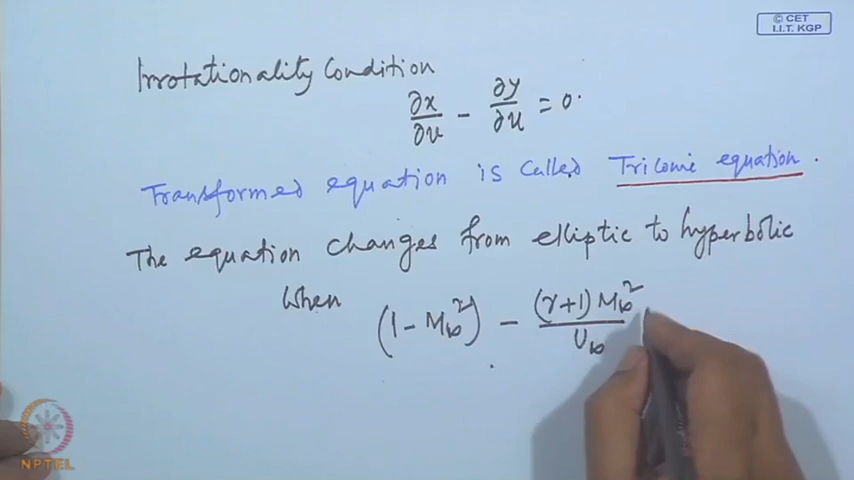 © CET
I.I.T. KGP
Irrotationality Condition
∂x/∂v - ∂y/∂u = 0.
Transformed equation is called Tricomi equation.
The equation changes from elliptic to hyperbolic
when (1 - M∞²) - (γ+1) M∞² / U∞
NPTEL